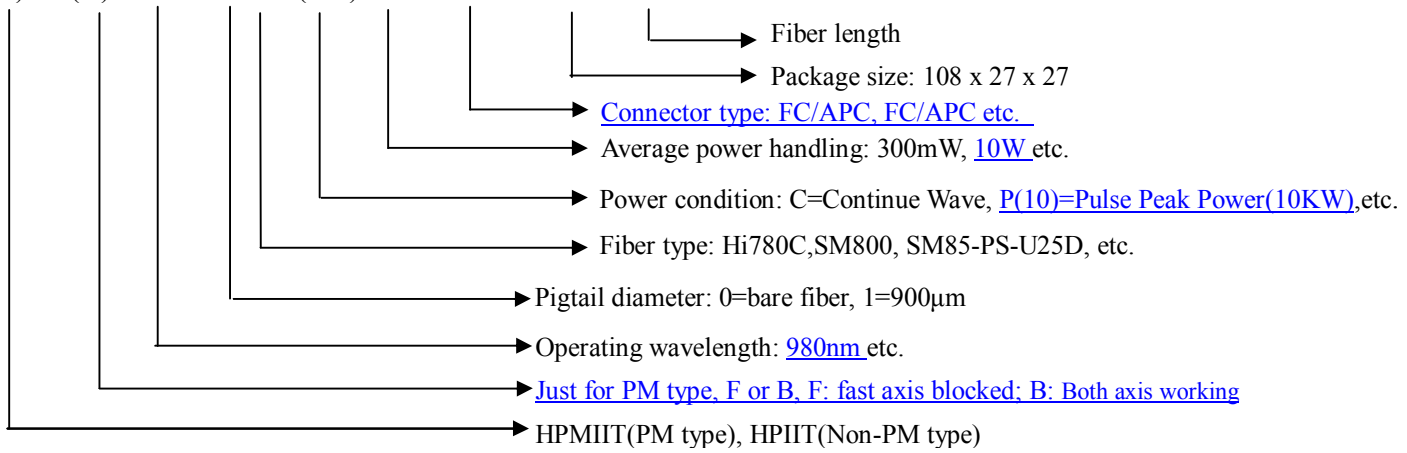 Fiber length
Package size: 108 x 27 x 27
Connector type: FC/APC, FC/APC etc.
Average power handling: 300mW, 10W etc.
Power condition: C=Continue Wave, P(10)=Pulse Peak Power(10KW),etc.
Fiber type: Hi780C,SM800, SM85-PS-U25D, etc.
Pigtail diameter: 0=bare fiber, 1=900μm
Operating wavelength: 980nm etc.
Just for PM type, F or B, F: fast axis blocked; B: Both axis working
HPMIIT(PM type), HPIIT(Non-PM type)